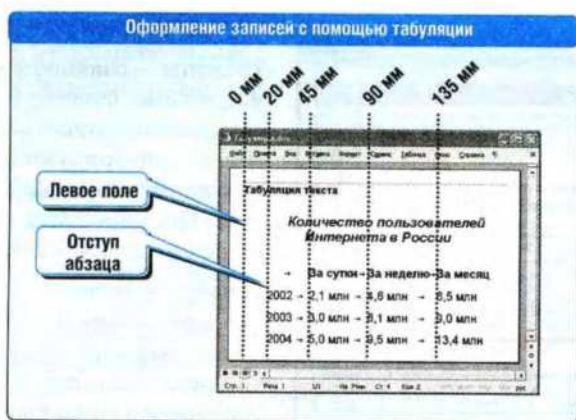 Оформление записей с помощью табуляции
0 мм
20 мм
45 мм
90 мм
135 мм
Левое поле
Отступ
абзаца
Табуляция текста
Количество пользователей
Интернета в России
→ За сутки→За неделю→За месяц
2002 → 2,1 млн → 4,6 млн → 6,5 млн
2003 → 3,0 млн → 6,1 млн → 9,0 млн
2004 → 5,0 млн → 9,5 млн → 13,4 млн